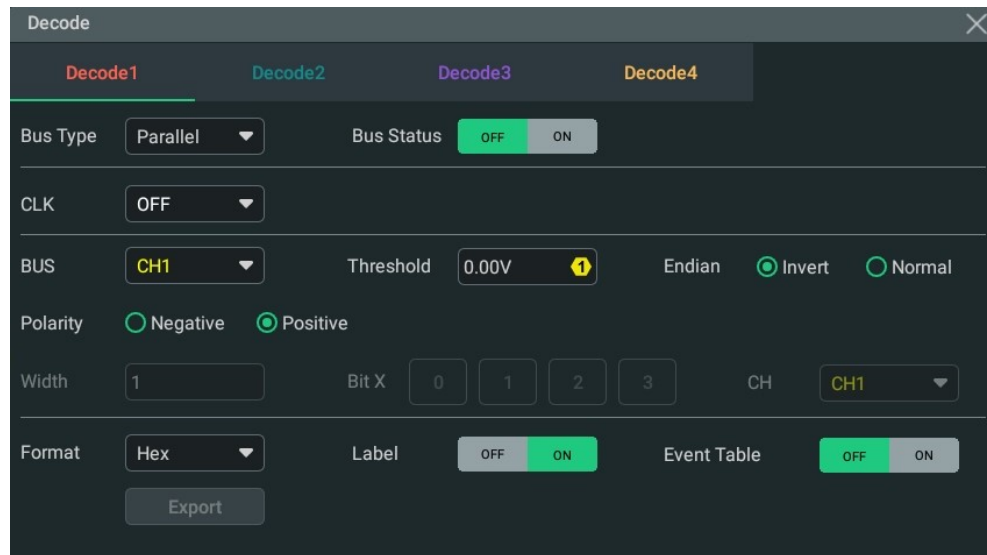 Decode
Decode1 Decode2 Decode3 Decode4
Bus Type Parallel Bus Status OFF ON
CLK OFF
BUS CH1 Threshold 0.00V 1 Endian Invert Normal
Polarity Negative Positive
Width 1 Bit X 0 1 2 3 CH CH1
Format Hex Label OFF ON Event Table OFF ON
Export